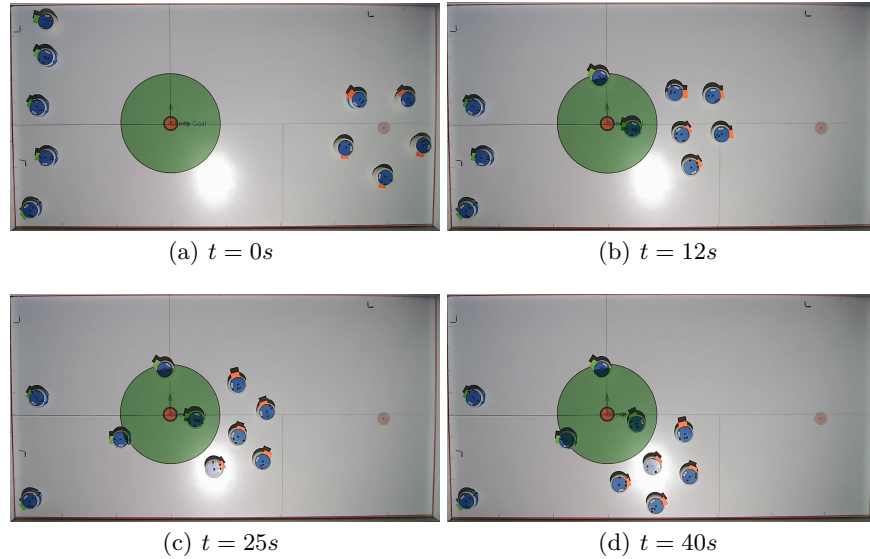 (a) t = 0s
(b) t = 12s
(c) t = 25s
(d) t = 40s